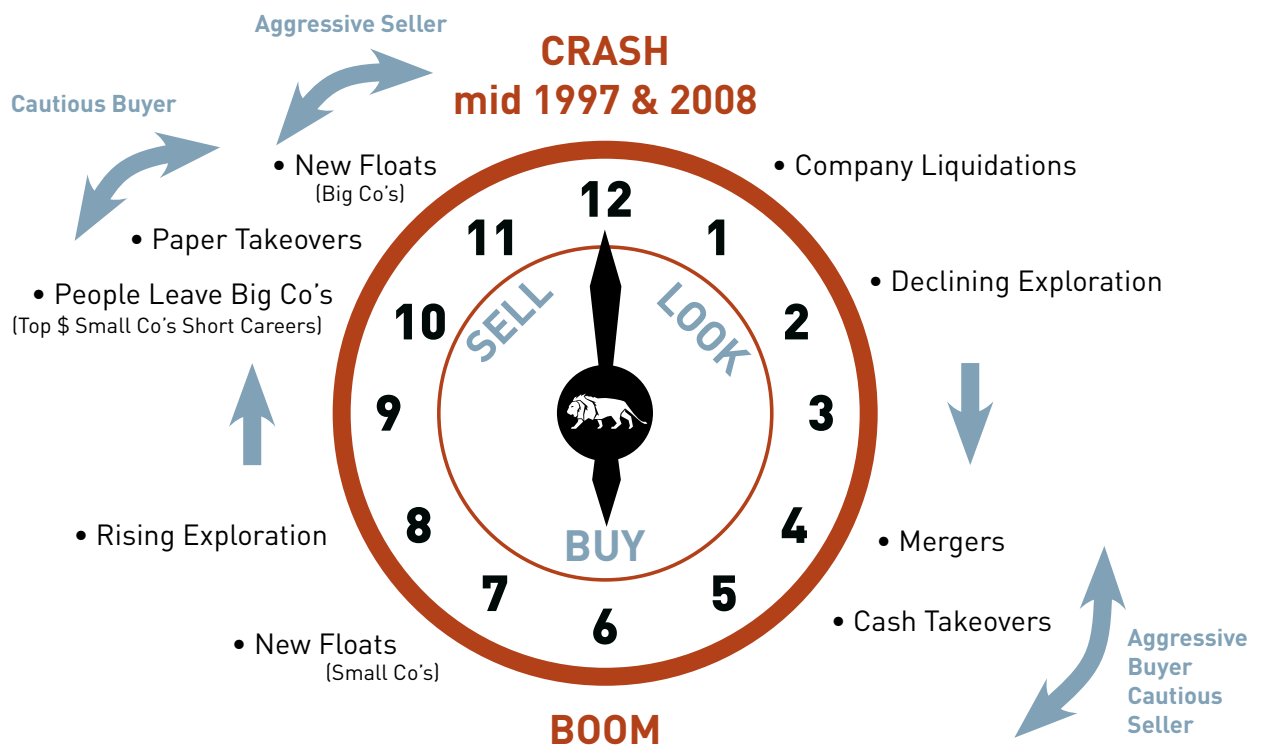 Aggressive Seller
CRASH
mid 1997 & 2008
Cautious Buyer
• New Floats
(Big Co's)
• Company Liquidations
12
11
1
• Paper Takeovers
• People Leave Big Co's
(Top $ Small Co's Short Careers)
• Declining Exploration
SELL
LOOK
10
2
9
3
• Rising Exploration
8
4
• Mergers
BUY
7
5
6
• Cash Takeovers
• New Floats
(Small Co's)
Aggressive
Buyer
Cautious
Seller
BOOM